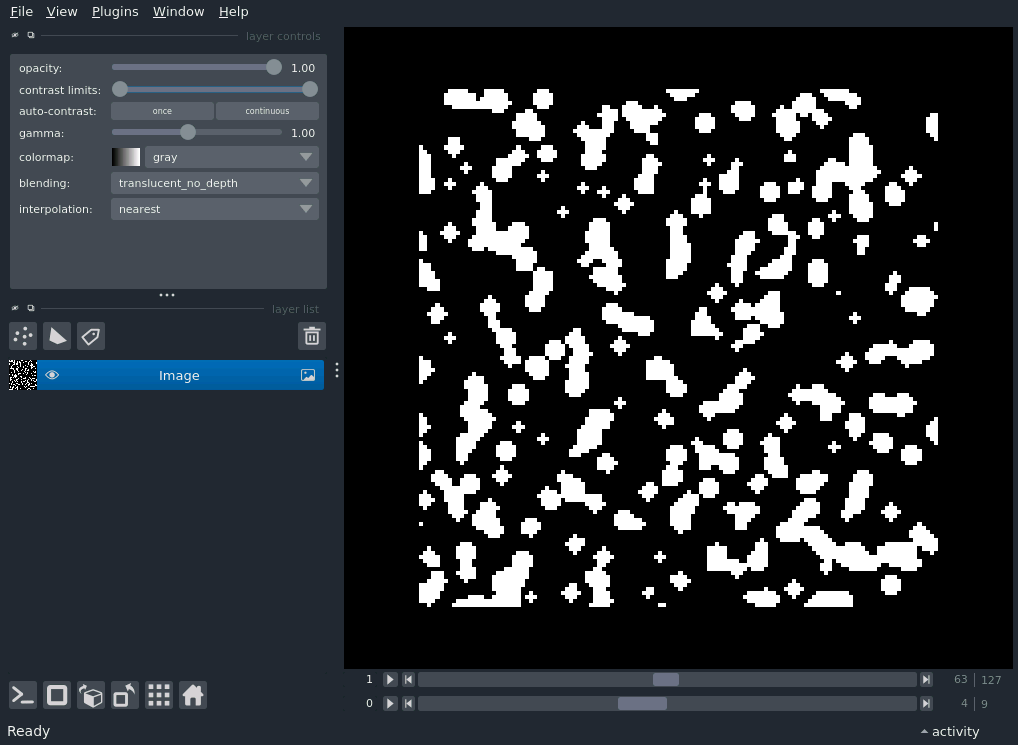 File View Plugins Window Help
layer controls
opacity: 1.00
contrast limits:
auto-contrast: once continuous
gamma: 1.00
colormap: gray
blending: translucent_no_depth
interpolation: nearest
layer list
Image
1 63 127
0 4 9
Ready activity